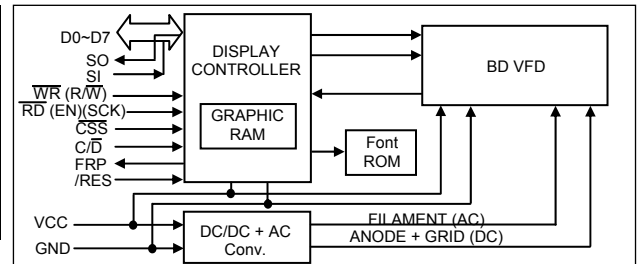 D0~D7
SO
SI
WR (R/W)
RD (EN)(SCK)
CSS
C/D
FRP
/RES
VCC
GND
DISPLAY
CONTROLLER
GRAPHIC
RAM
BD VFD
Font
ROM
DC/DC + AC
Conv.
FILAMENT (AC)
ANODE + GRID (DC)